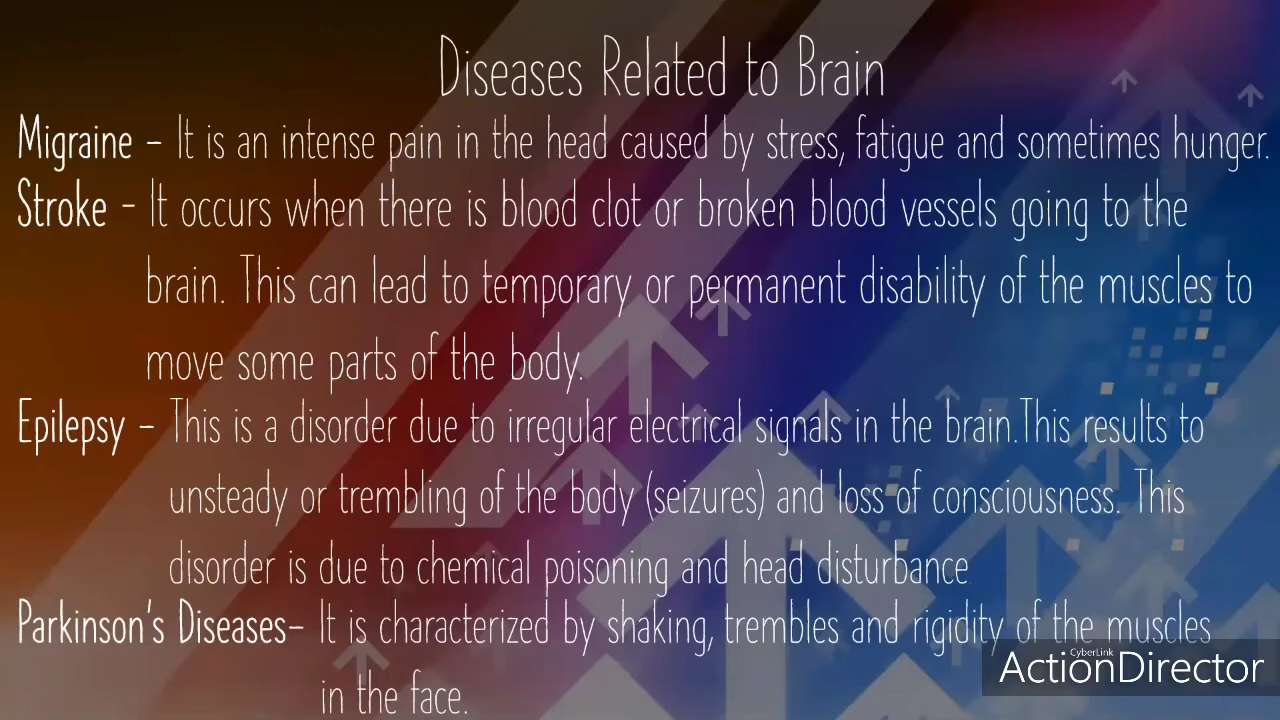 Diseases Related to Brain
Migraine – It is an intense pain in the head caused by stress, fatigue and sometimes hunger.
Stroke - It occurs when there is blood clot or broken blood vessels going to the
brain. This can lead to temporary or permanent disability of the muscles to
move some parts of the body.
Epilepsy – This is a disorder due to irregular electrical signals in the brain.This results to
unsteady or trembling of the body (seizures) and loss of consciousness. This
disorder is due to chemical poisoning and head disturbance
Parkinson's Diseases– It is characterized by shaking, trembles and rigidity of the muscles
in the face.
CyberLink
ActionDirector